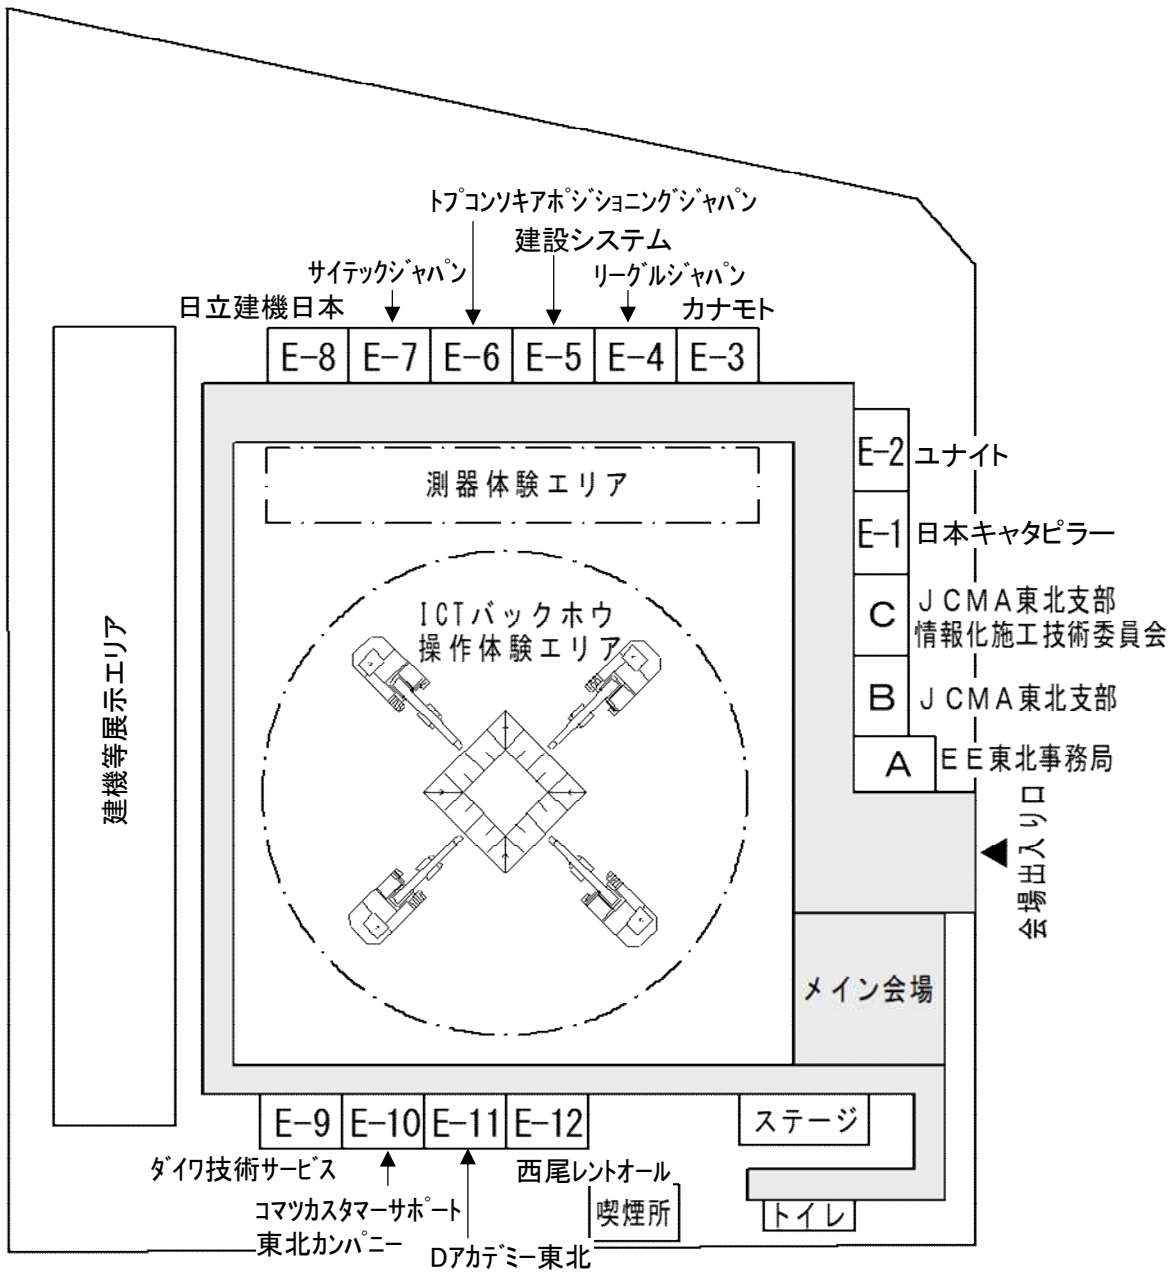 トプコンソキアポジショニングジャパン
建設システム
サイテックジャパン
リーグルジャパン
日立建機日本
カナモト
E-8
E-7
E-6
E-5
E-4
E-3
E-2
ユナイト
測器体験エリア
E-1
日本キャタピラー
ICTバックホウ
操作体験エリア
C
JCMA東北支部
情報化施工技術委員会
B
JCMA東北支部
A
EE東北事務局
建機等展示エリア
会場出入り口
メイン会場
E-9
E-10
E-11
E-12
ステージ
ダイワ技術サービス
西尾レントオール
コマツカスタマーサポート
東北カンパニー
Dアカデミー東北
喫煙所
トイレ